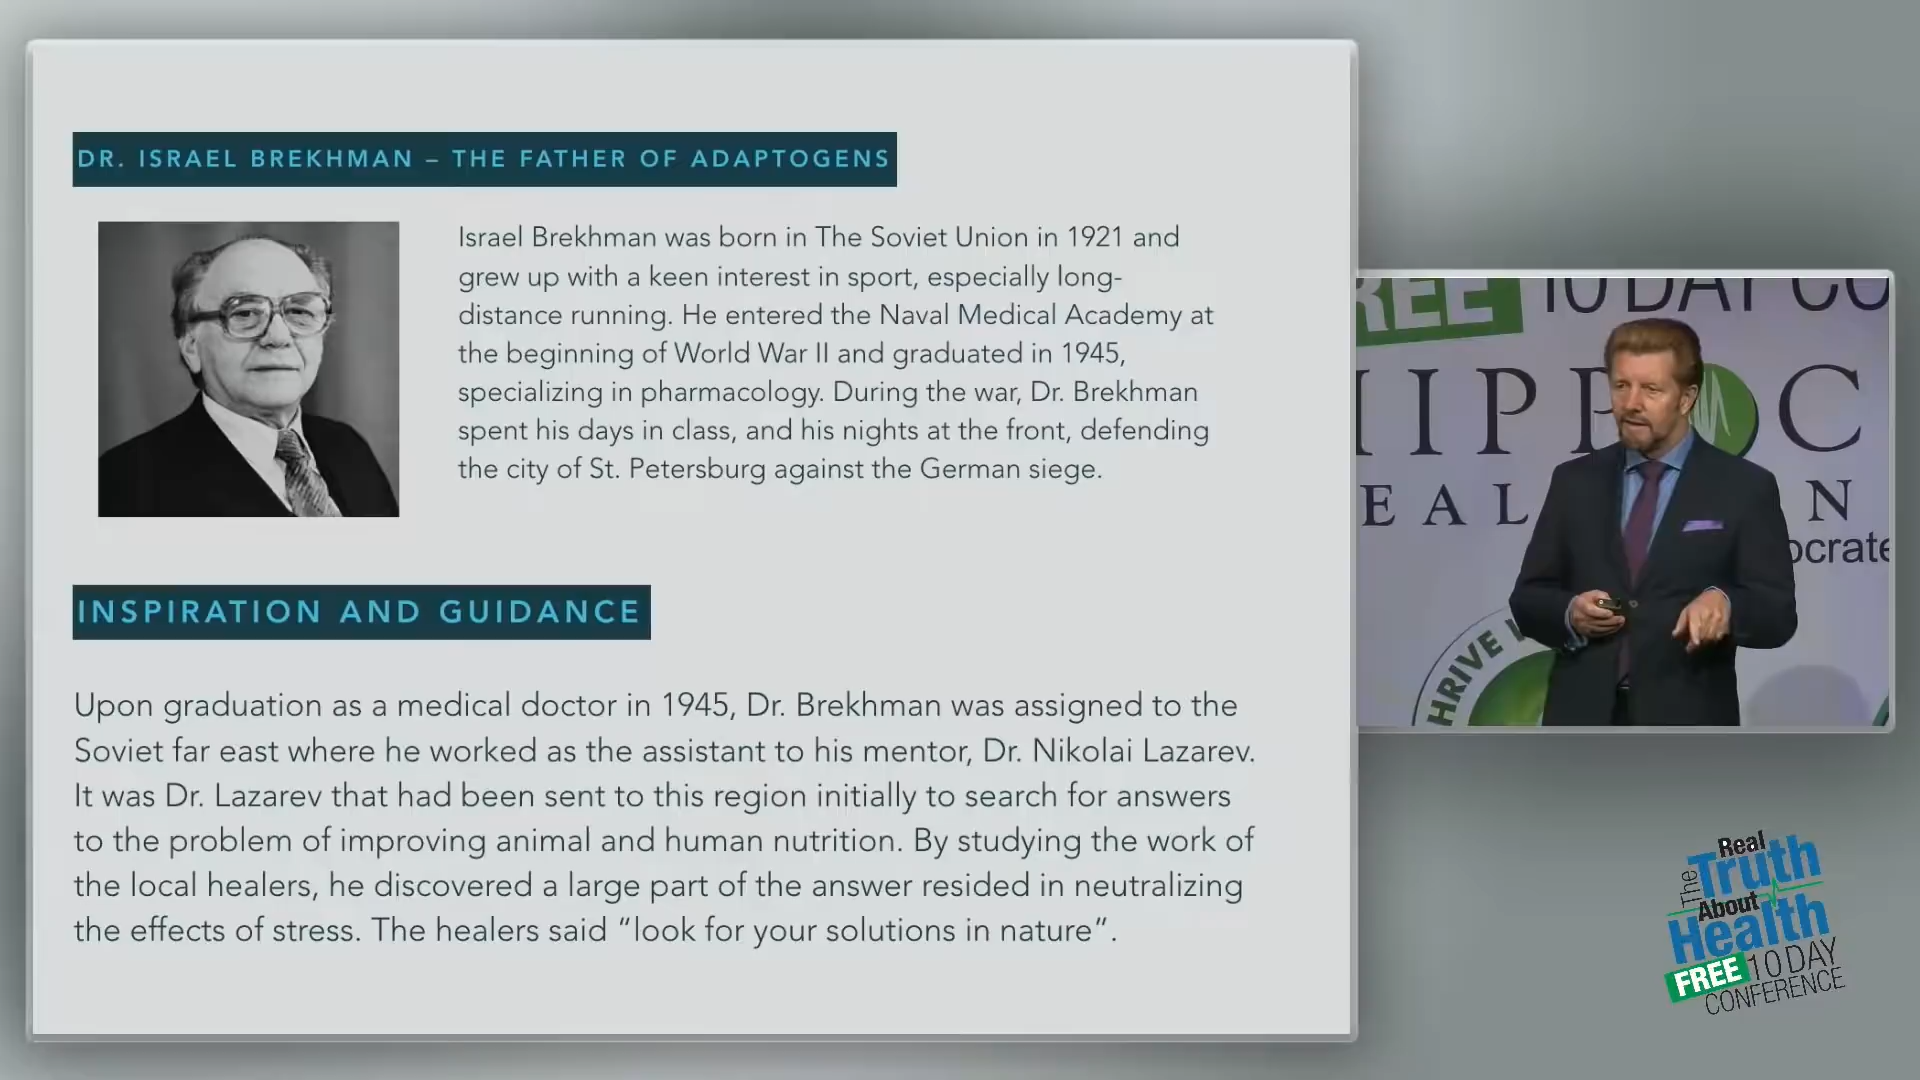 DR. ISRAEL BREKHMAN – THE FATHER OF ADAPTOGENS
Israel Brekhman was born in The Soviet Union in 1921 and
grew up with a keen interest in sport, especially long-
distance running. He entered the Naval Medical Academy at
the beginning of World War II and graduated in 1945,
specializing in pharmacology. During the war, Dr. Brekhman
spent his days in class, and his nights at the front, defending
the city of St. Petersburg against the German siege.
INSPIRATION AND GUIDANCE
Upon graduation as a medical doctor in 1945, Dr. Brekhman was assigned to the
Soviet far east where he worked as the assistant to his mentor, Dr. Nikolai Lazarev.
It was Dr. Lazarev that had been sent to this region initially to search for answers
to the problem of improving animal and human nutrition. By studying the work of
the local healers, he discovered a large part of the answer resided in neutralizing
the effects of stress. The healers said “look for your solutions in nature”.
REE 10 DAY CO
HIPP C
EAL N
ocrate
THRIVE
The Real
Truth
About
Health
FREE 10 DAY
CONFERENCE